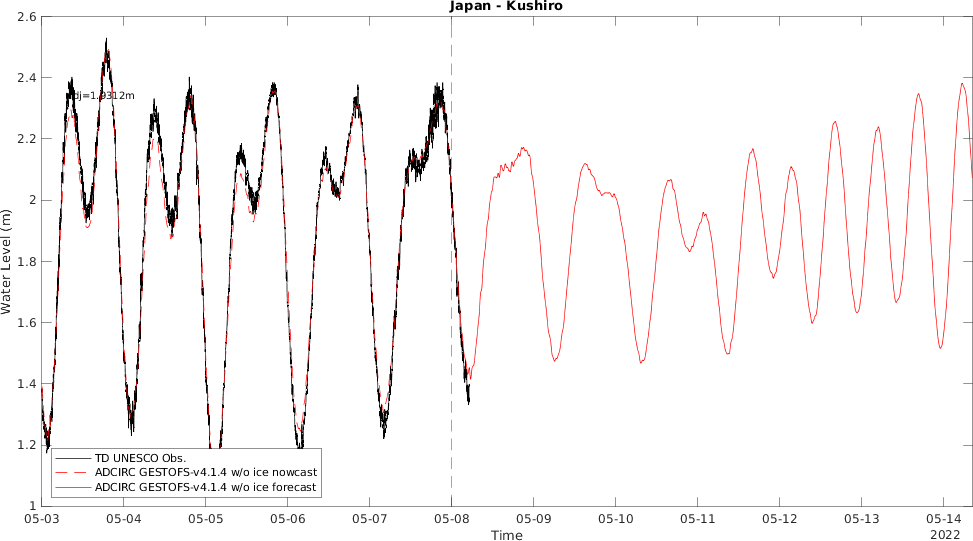 Japan - Kushiro
2.6
2.4
2.2
2
1.8
1.6
1.4
1.2
1
Water Level (m)
dj=1.9312m
TD UNESCO Obs.
ADCIRC GESTOFS-v4.1.4 w/o ice nowcast
ADCIRC GESTOFS-v4.1.4 w/o ice forecast
05-03 05-04 05-05 05-06 05-07 05-08 05-09 05-10 05-11 05-12 05-13 05-14
Time
2022